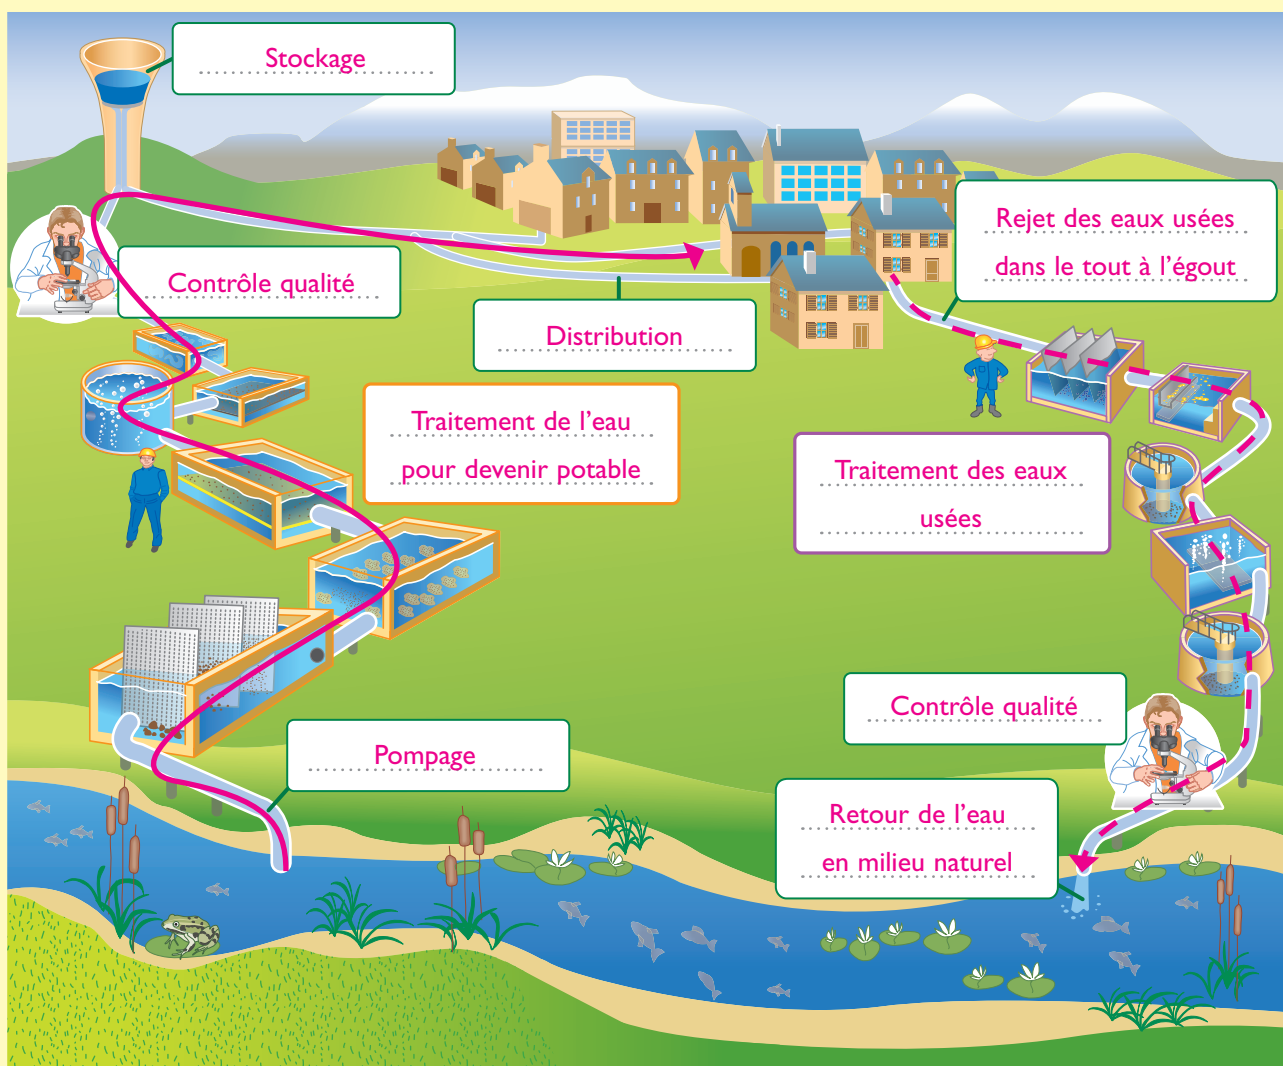 Stockage
Contrôle qualité
Distribution
Rejet des eaux usées
dans le tout à l’égout
Traitement de l’eau
pour devenir potable
Traitement des eaux
usées
Pompage
Contrôle qualité
Retour de l’eau
en milieu naturel